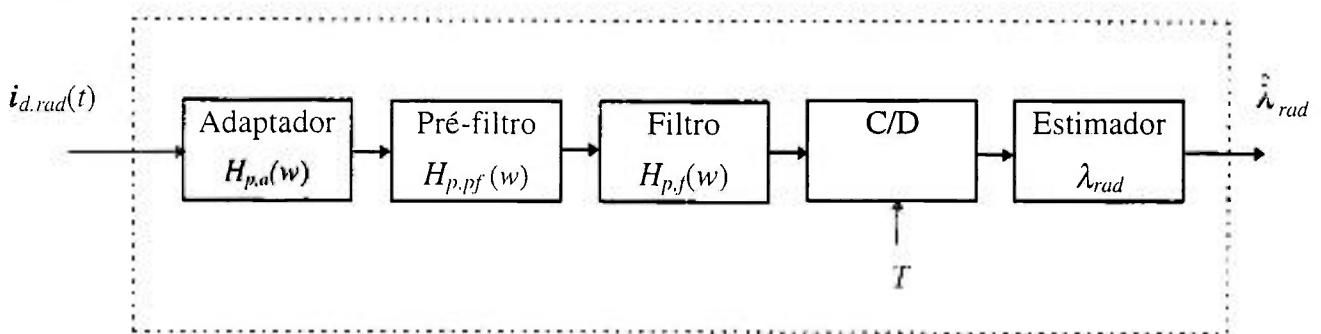 i_{d.rad}(t)
Adaptador
H_{p,a}(w)
Pré-filtro
H_{p,pf}(w)
Filtro
H_{p,f}(w)
C/D
T
Estimador
λ_{rad}
λ̂_{rad}